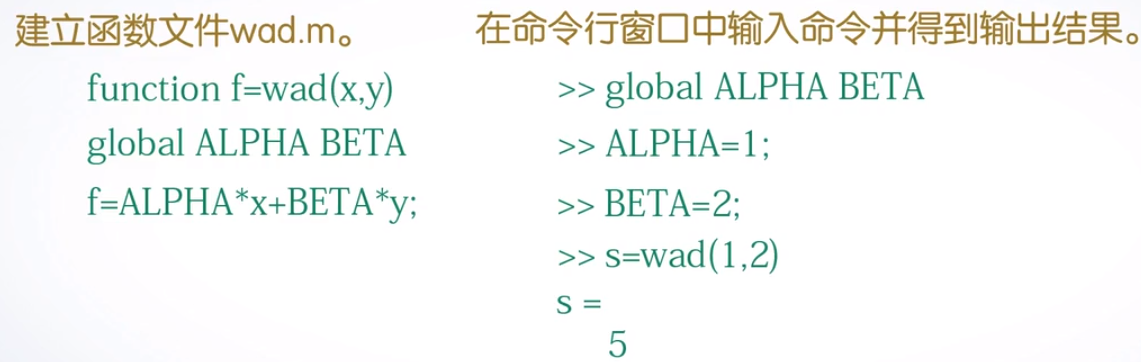 建立函数文件wad.m。
function f=wad(x,y)
global ALPHA BETA
f=ALPHA*x+BETA*y;
在命令行窗口中输入命令并得到输出结果。
>> global ALPHA BETA
>> ALPHA=1;
>> BETA=2;
>> s=wad(1,2)
s =
5